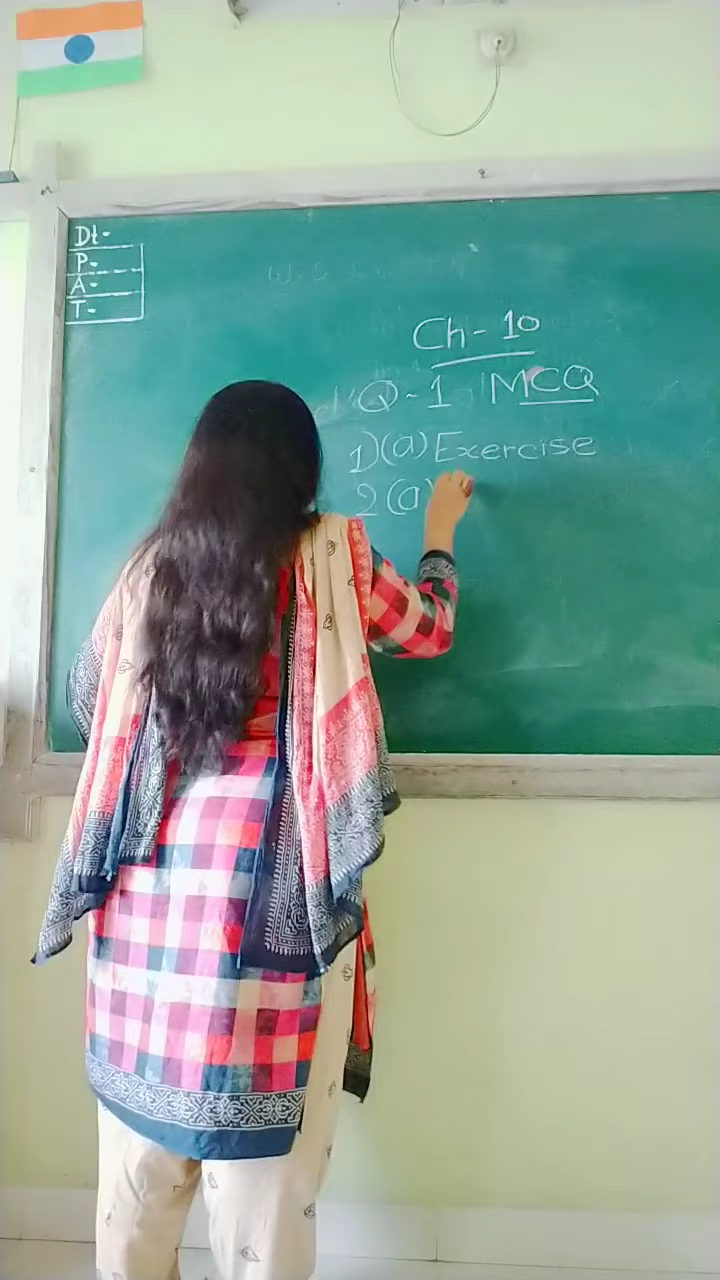 Dt-
P-
A-
T-
Ch-10
Q-1 MCQ
1)(a) Exercise
2(a)